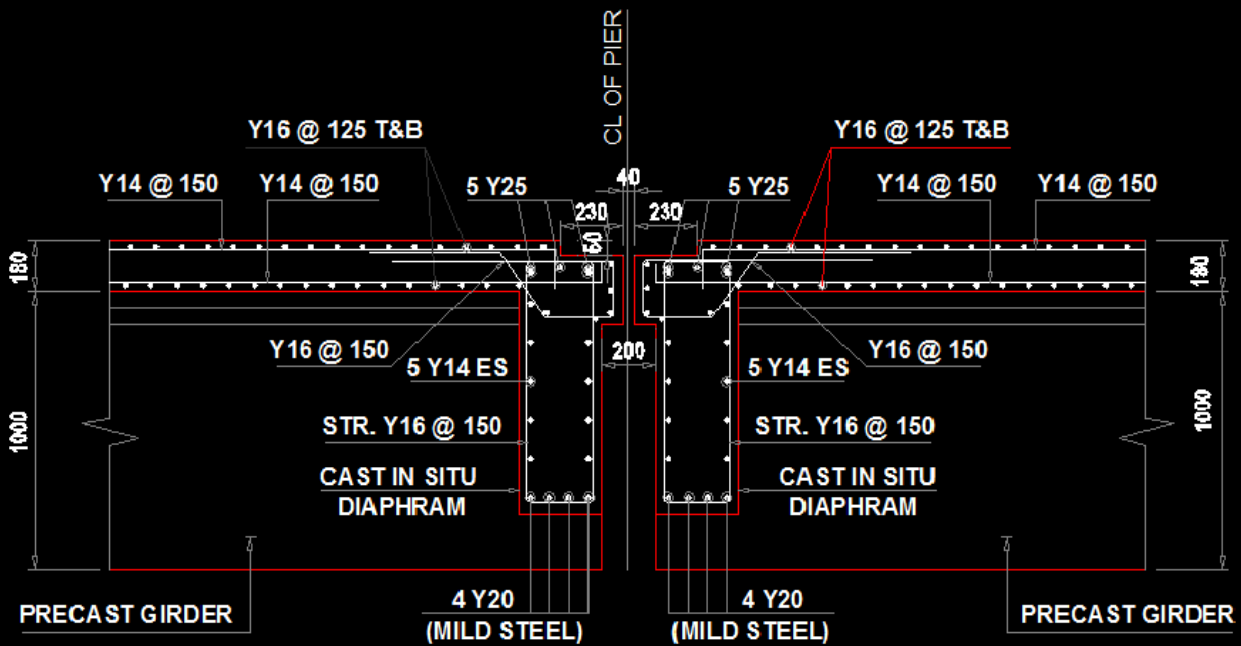 CL OF PIER
Y16 @ 125 T&B
Y16 @ 125 T&B
Y14 @ 150
Y14 @ 150
5 Y25
40
5 Y25
Y14 @ 150
Y14 @ 150
230
230
60
180
180
Y16 @ 150
200
Y16 @ 150
5 Y14 ES
5 Y14 ES
1000
1000
STR. Y16 @ 150
STR. Y16 @ 150
CAST IN SITU
DIAPHRAM
CAST IN SITU
DIAPHRAM
PRECAST GIRDER
4 Y20
(MILD STEEL)
4 Y20
(MILD STEEL)
PRECAST GIRDER